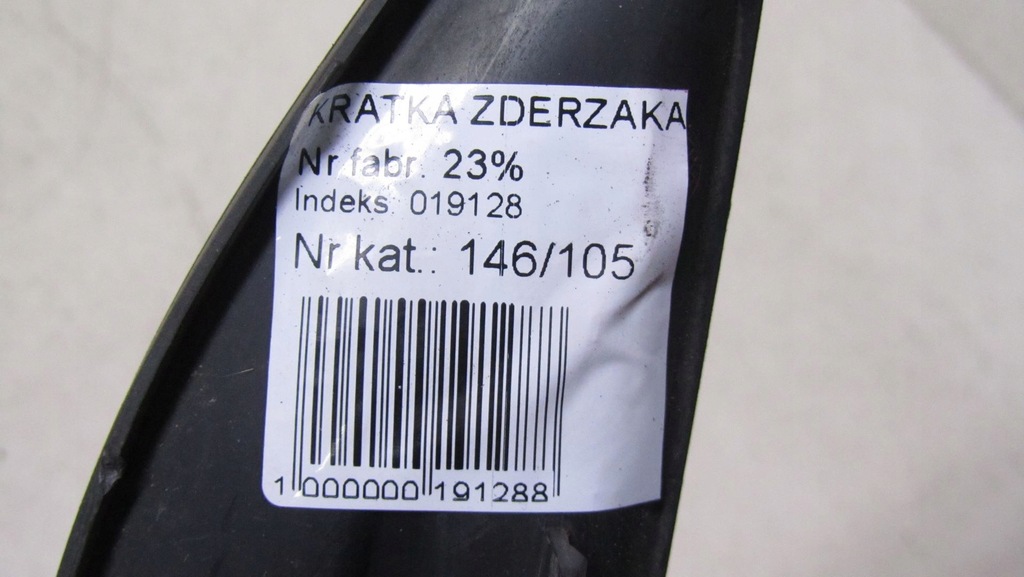 KRATKA ZDERZAKA
Nr fabr. 23%
Indeks: 019128
Nr kat.: 146/105
1 000000 191288